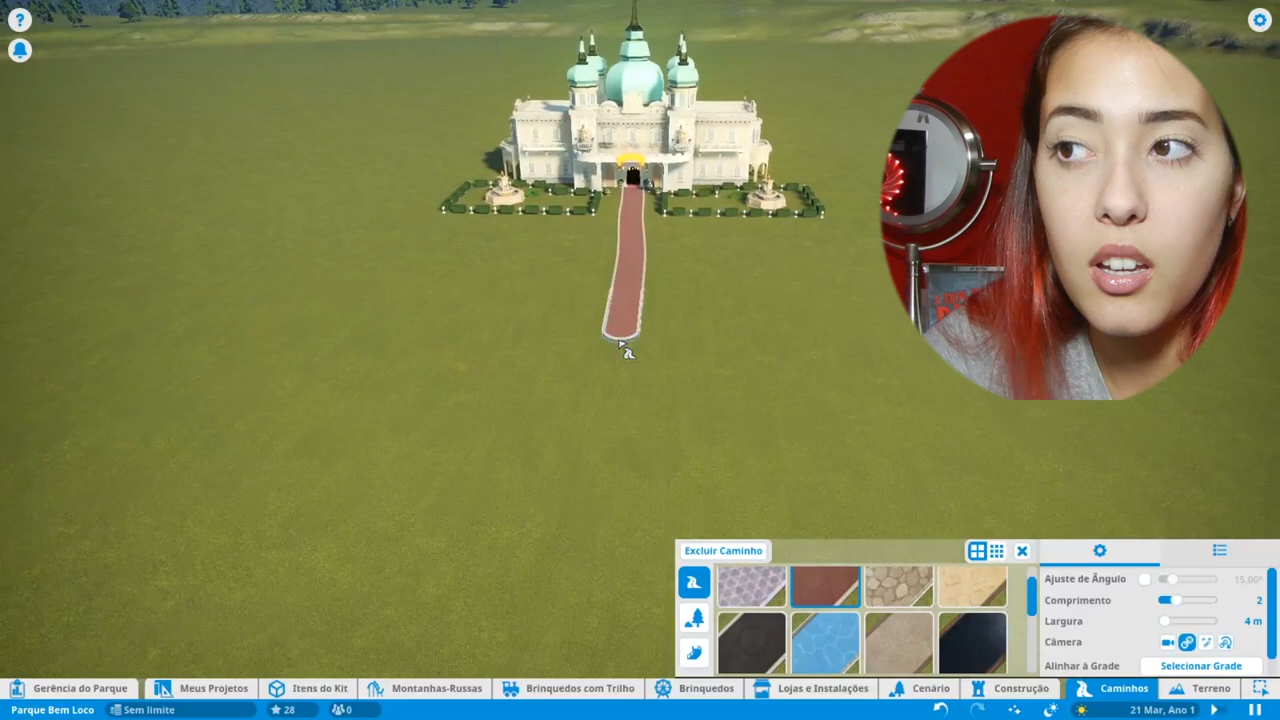 ?
Excluir Caminho
Ajuste de Ângulo
15,00°
Comprimento
2
Largura
4 m
Câmera
Alinhar à Grade
Selecionar Grade
Gerência do Parque
Meus Projetos
Itens do Kit
Montanhas-Russas
Brinquedos com Trilho
Brinquedos
Lojas e Instalações
Cenário
Construção
Caminhos
Terreno
Parque Bem Loco
Sem limite
28
0
21 Mar, Ano 1